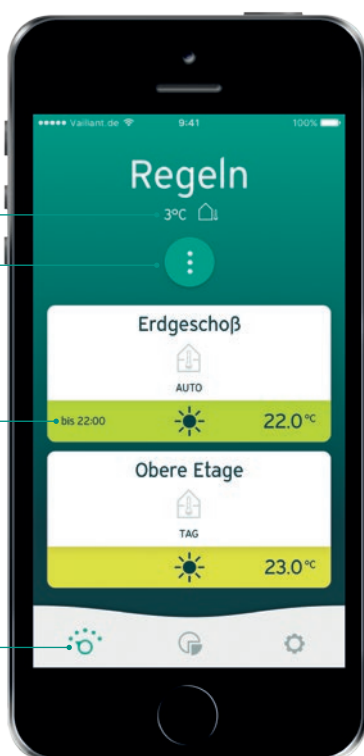 Vaillant.de 9:41 100%
Regeln
3°C
Erdgeschoß
AUTO
bis 22:00 22.0 °C
Obere Etage
TAG
23.0 °C